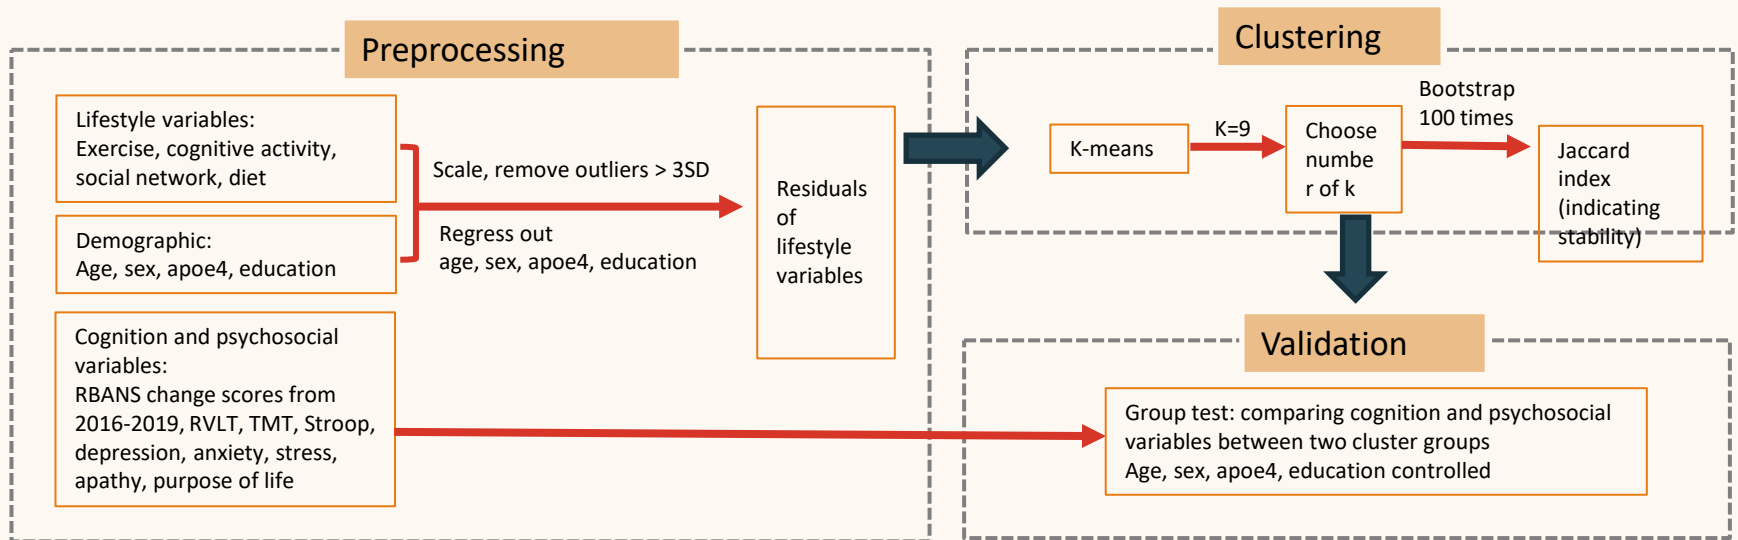 Preprocessing
Lifestyle variables:
Exercise, cognitive activity,
social network, diet
Demographic:
Age, sex, apoe4, education
Cognition and psychosocial
variables:
RBANS change scores from
2016-2019, RVLT, TMT, Stroop,
depression, anxiety, stress,
apathy, purpose of life
Scale, remove outliers > 3SD
Regress out
age, sex, apoe4, education
Residuals
of
lifestyle
variables
Clustering
K-means
K=9
Choose
numbe
r of k
Bootstrap
100 times
Jaccard
index
(indicating
stability)
Validation
Group test: comparing cognition and psychosocial
variables between two cluster groups
Age, sex, apoe4, education controlled